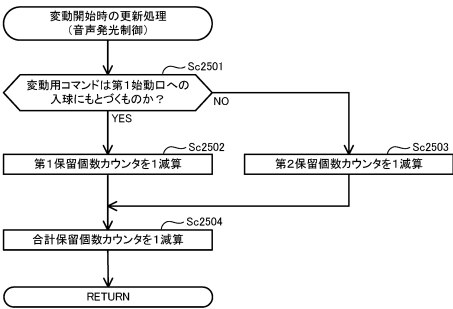 変動開始時の更新処理
(音声発光制御)
Sc2501
変動用コマンドは第1始動口への
入球にもとづくものか?
NO
YES
Sc2502
第1保留個数カウンタを1減算
Sc2503
第2保留個数カウンタを1減算
Sc2504
合計保留個数カウンタを1減算
RETURN